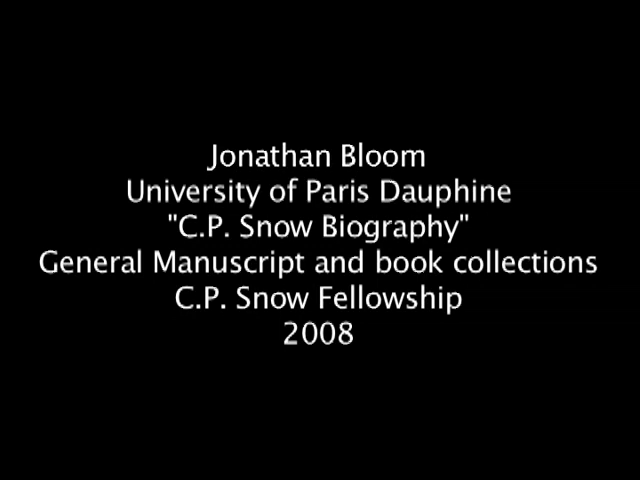 Jonathan Bloom
University of Paris Dauphine
"C.P. Snow Biography"
General Manuscript and book collections
C.P. Snow Fellowship
2008